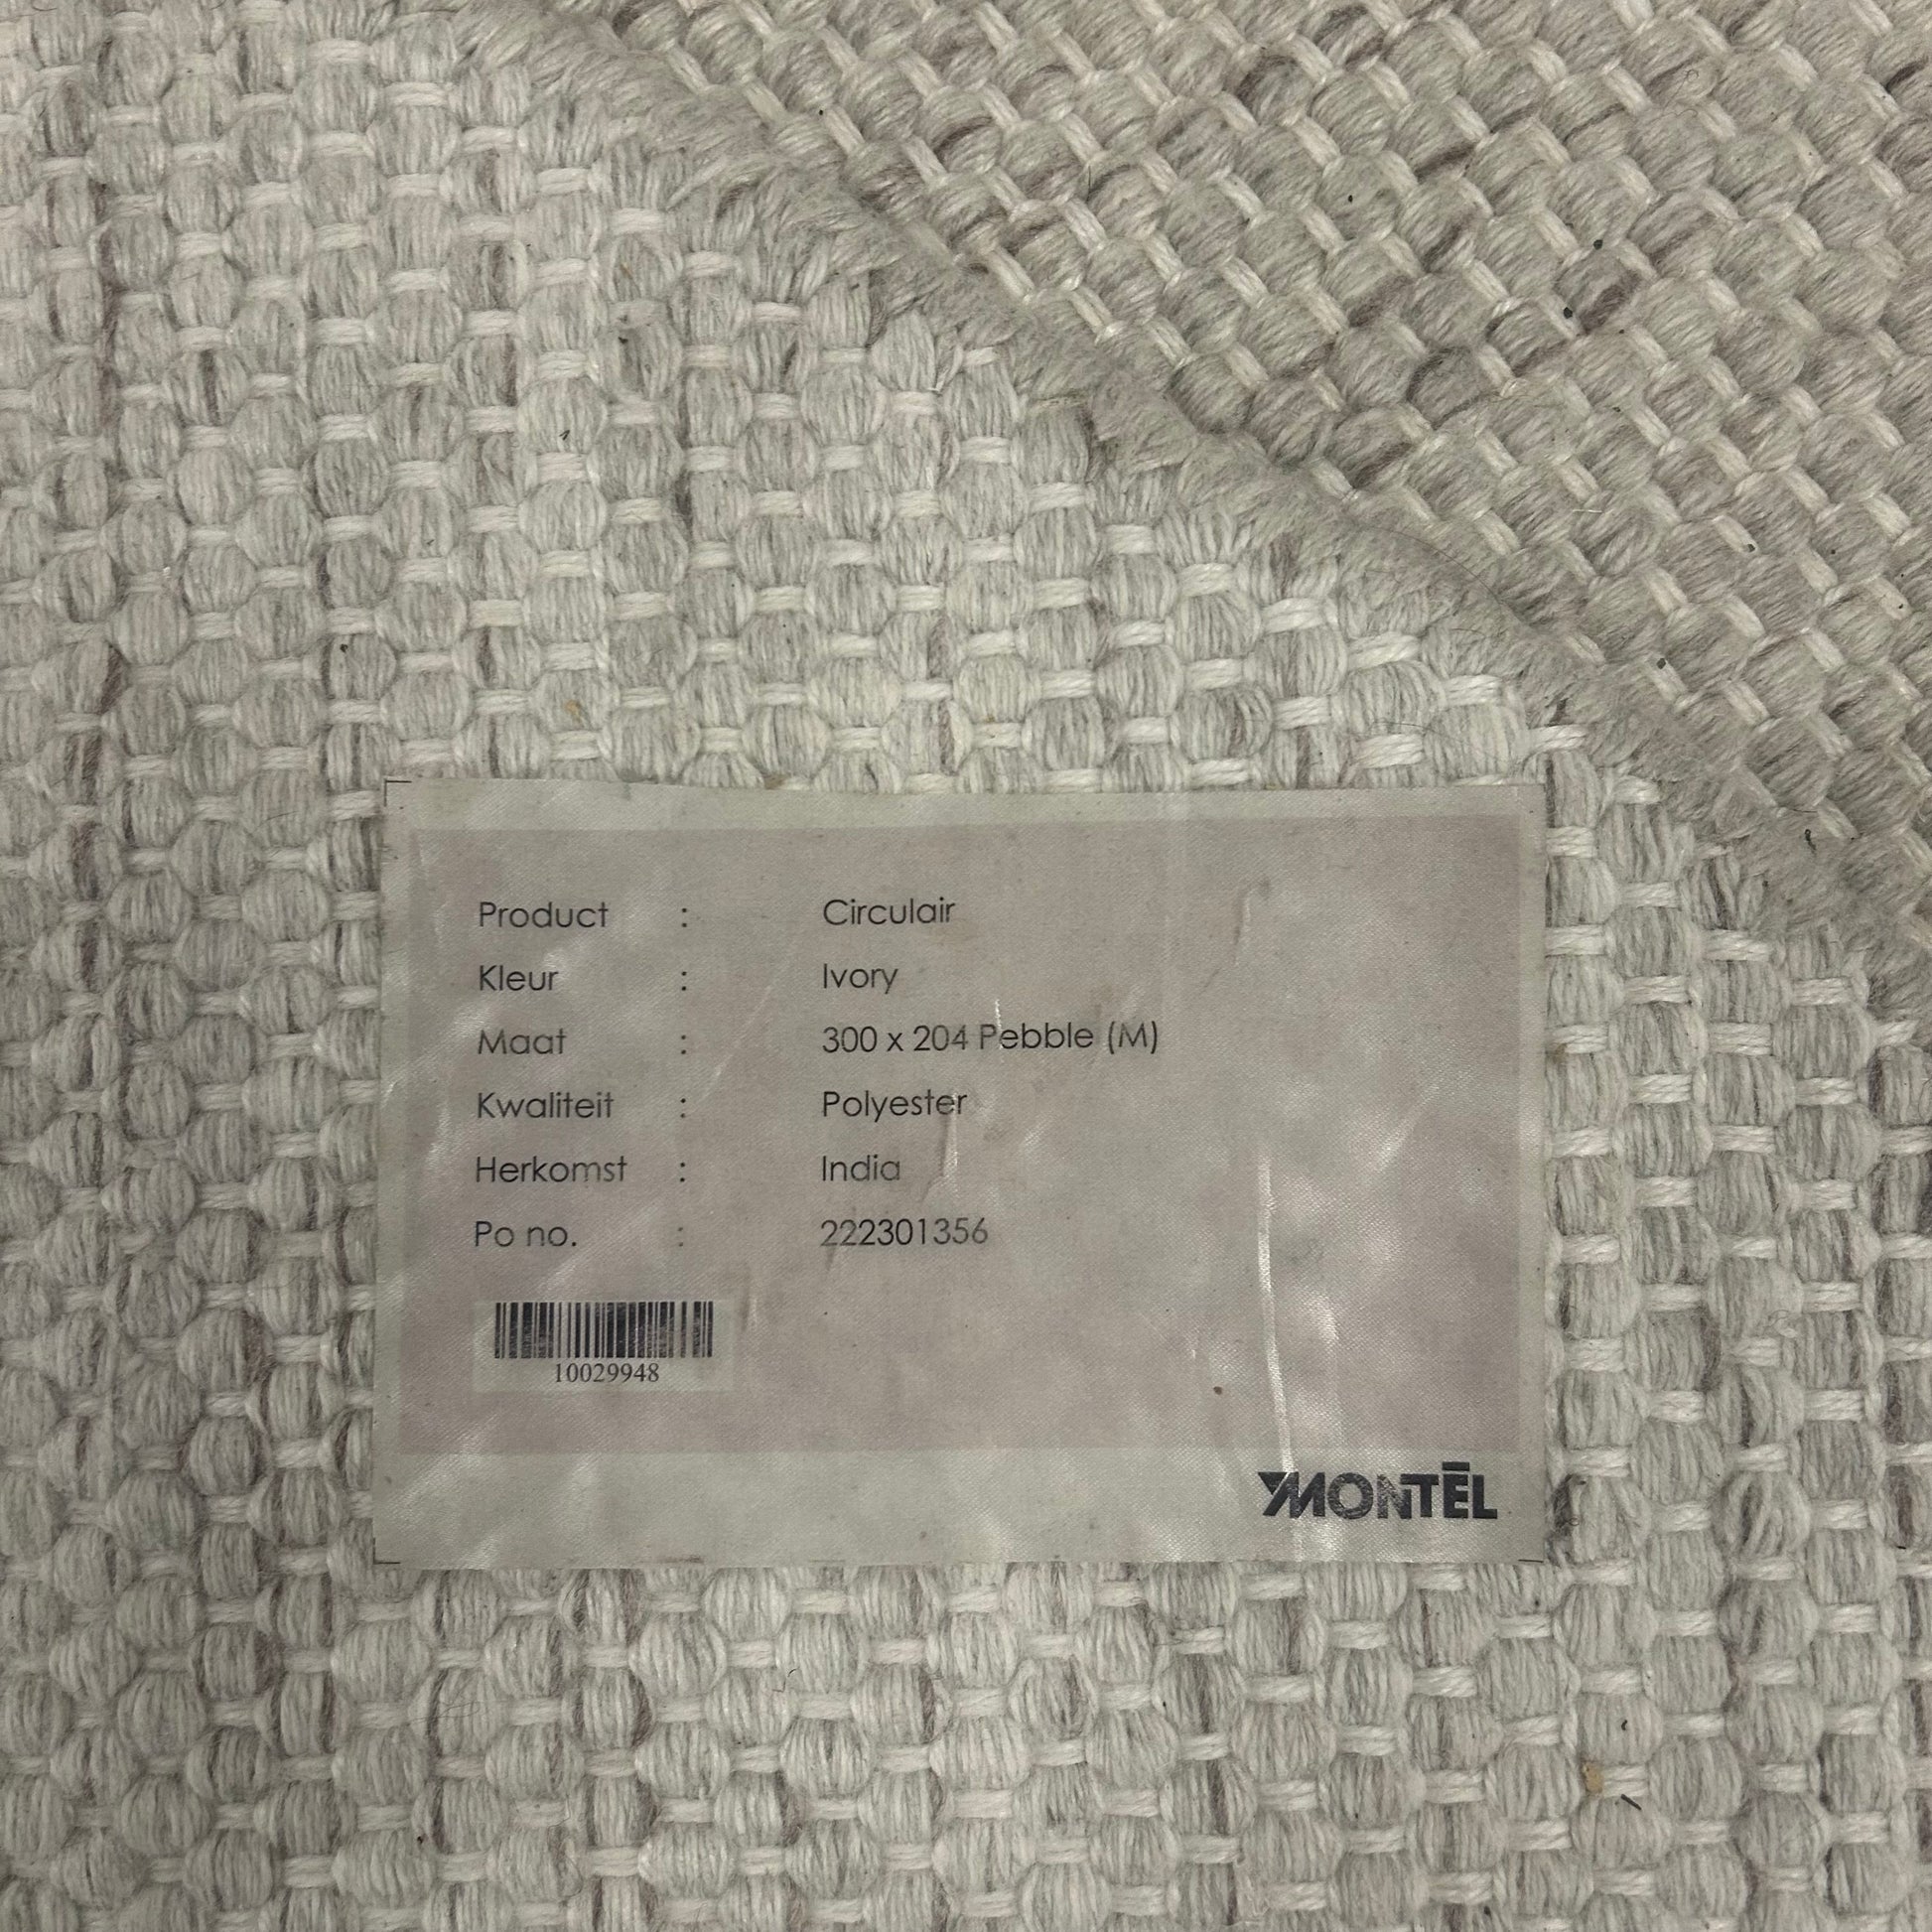 Product : Circulair
Kleur : Ivory
Maat : 300 x 204 Pebble (M)
Kwaliteit : Polyester
Herkomst : India
Po no. : 222301356
10029948
MONTĒL